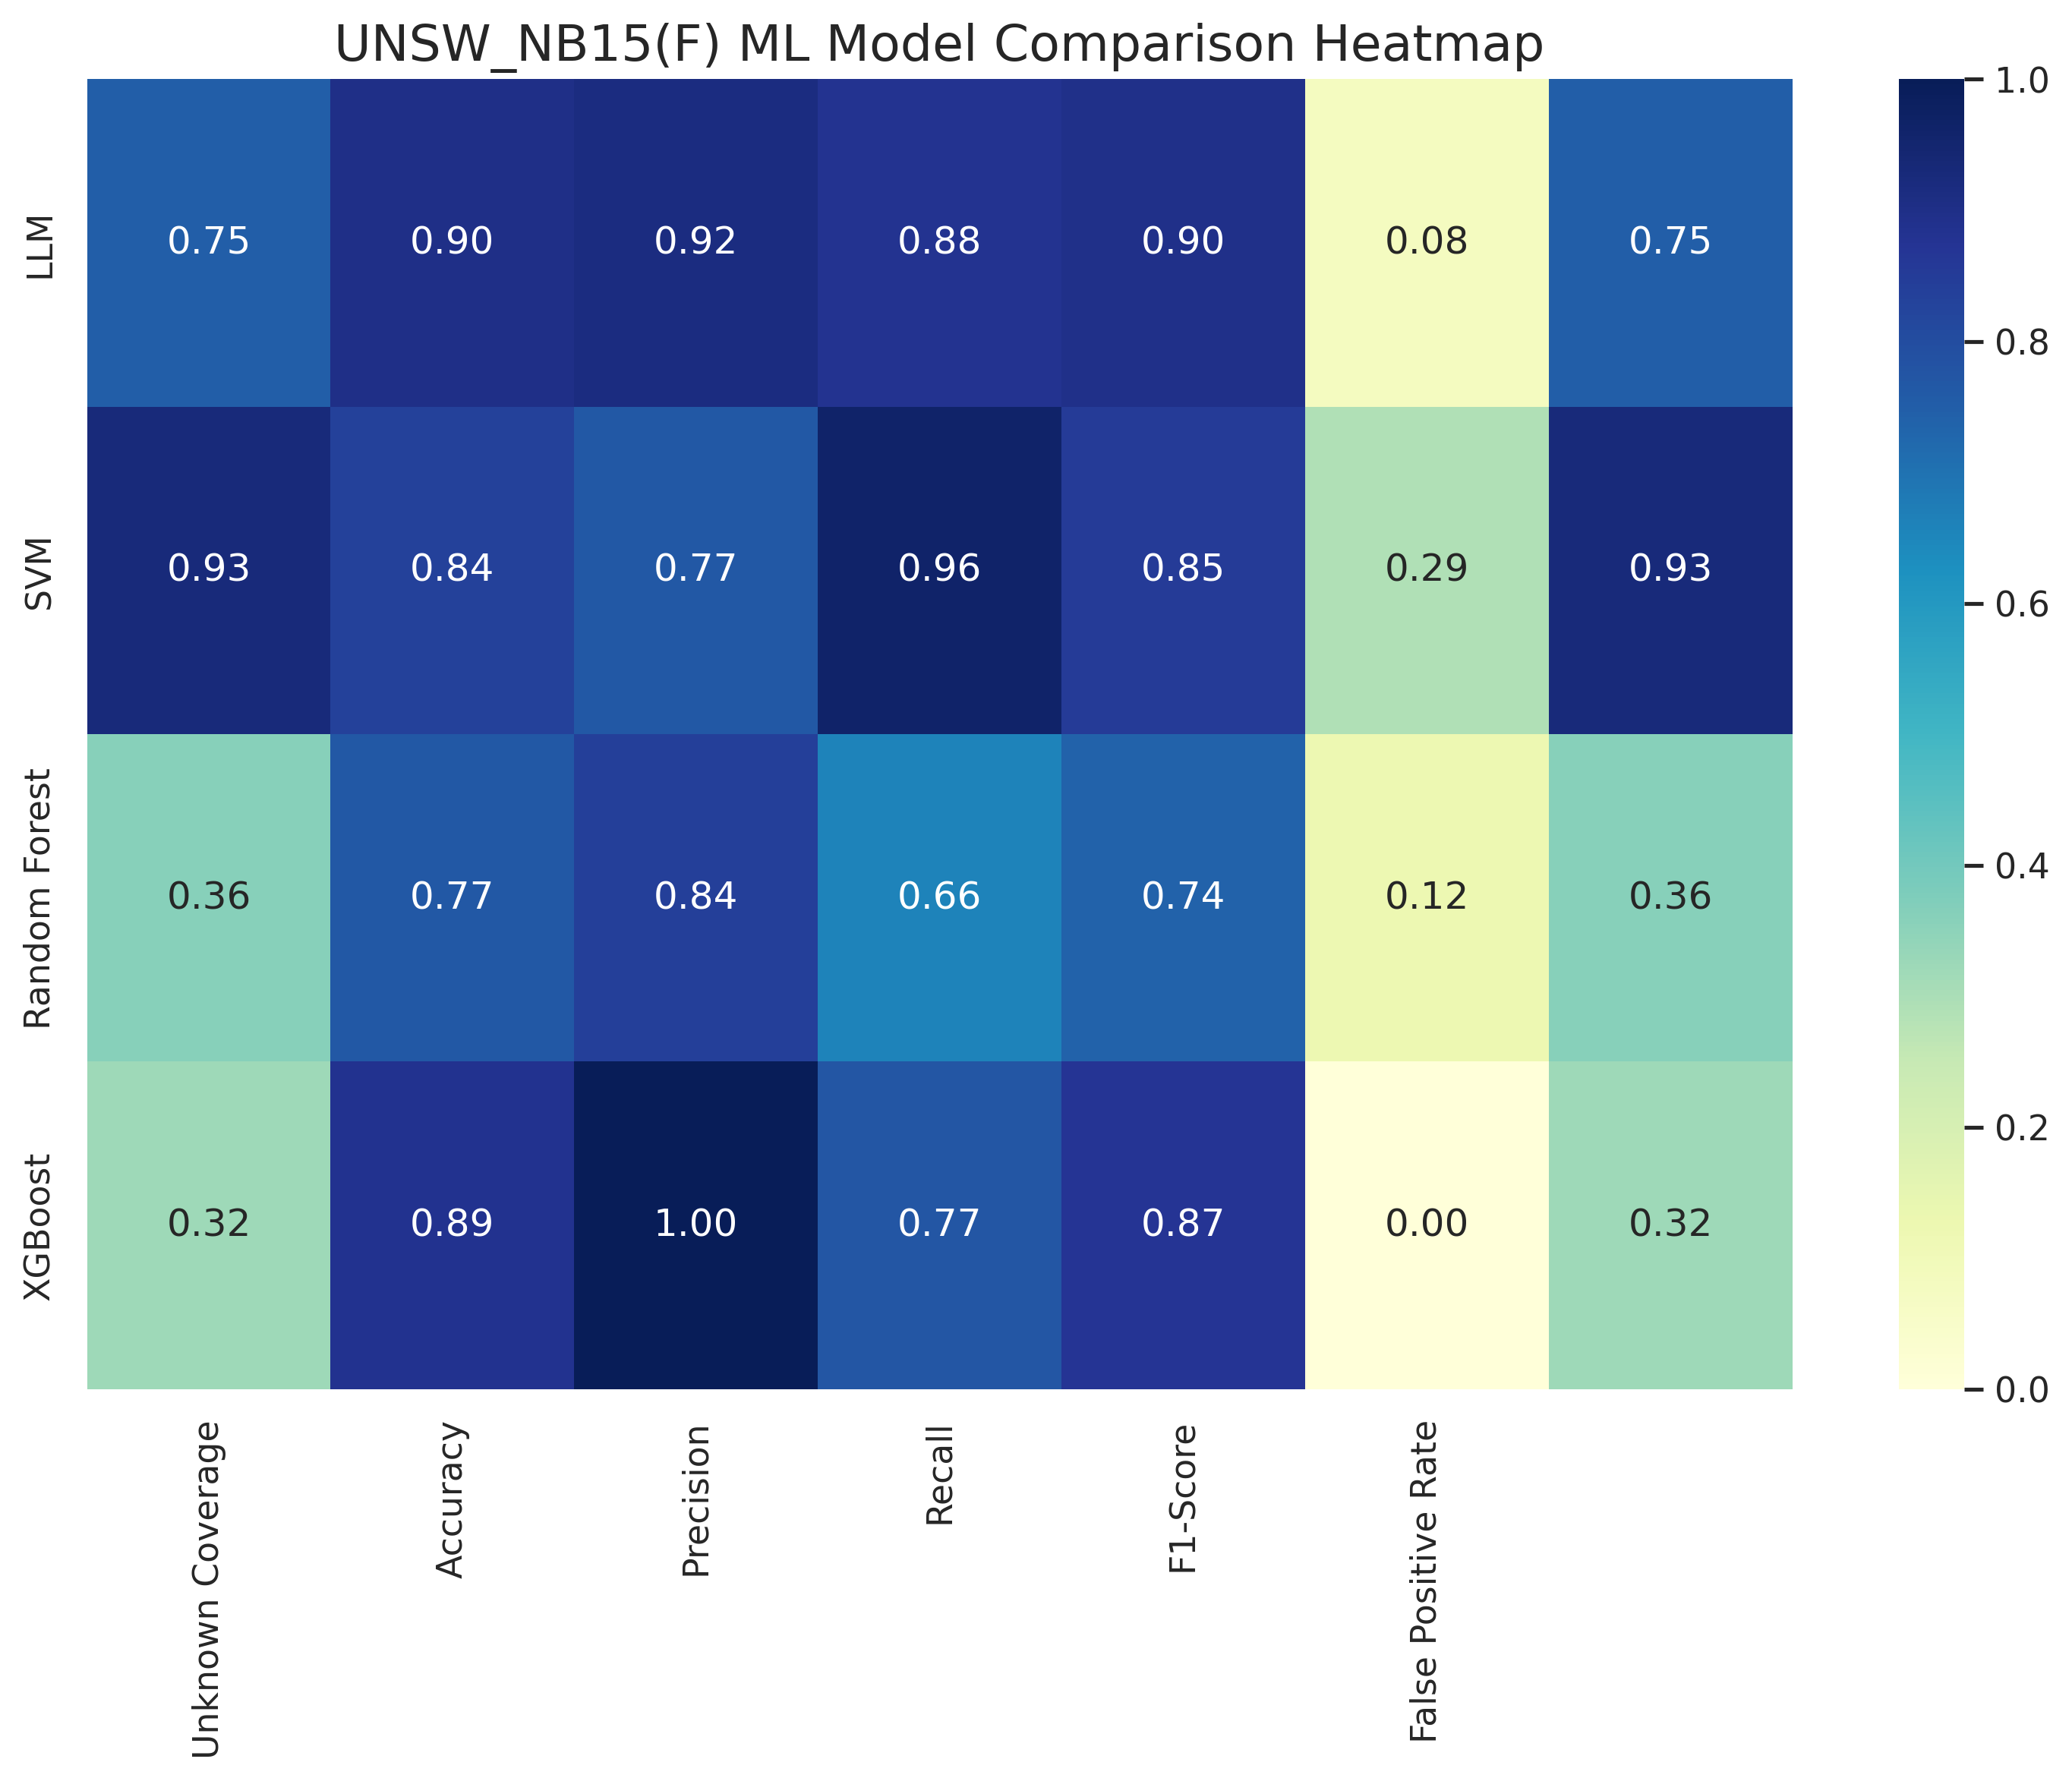 UNSW_NB15(F) ML Model Comparison Heatmap
LLM
0.75 0.90 0.92 0.88 0.90 0.08 0.75
SVM
0.93 0.84 0.77 0.96 0.85 0.29 0.93
Random Forest
0.36 0.77 0.84 0.66 0.74 0.12 0.36
XGBoost
0.32 0.89 1.00 0.77 0.87 0.00 0.32
Unknown Coverage
Accuracy
Precision
Recall
F1-Score
False Positive Rate
1.0
0.8
0.6
0.4
0.2
0.0